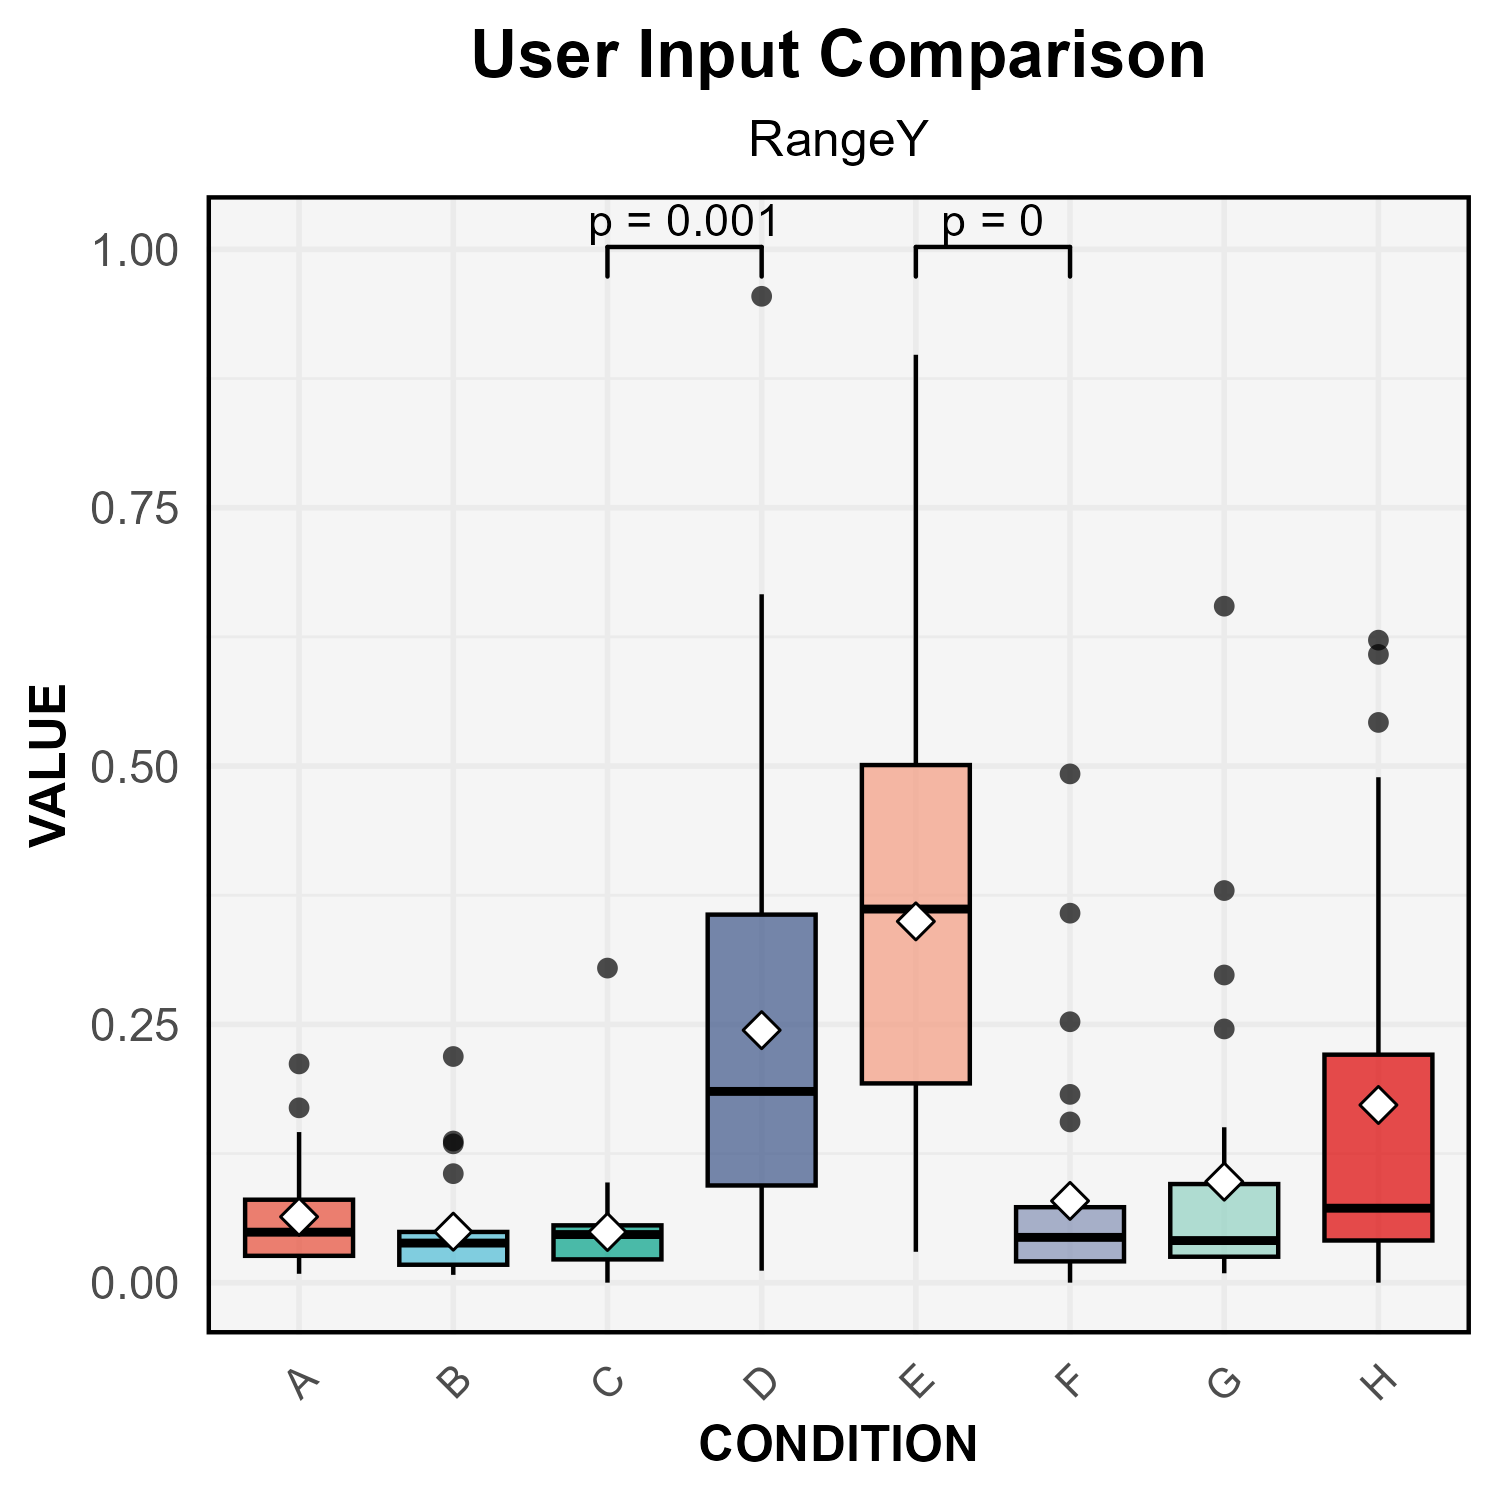 User Input Comparison
RangeY
p = 0.001
p = 0
1.00
0.75
0.50
0.25
0.00
VALUE
A
B
C
D
E
F
G
H
CONDITION